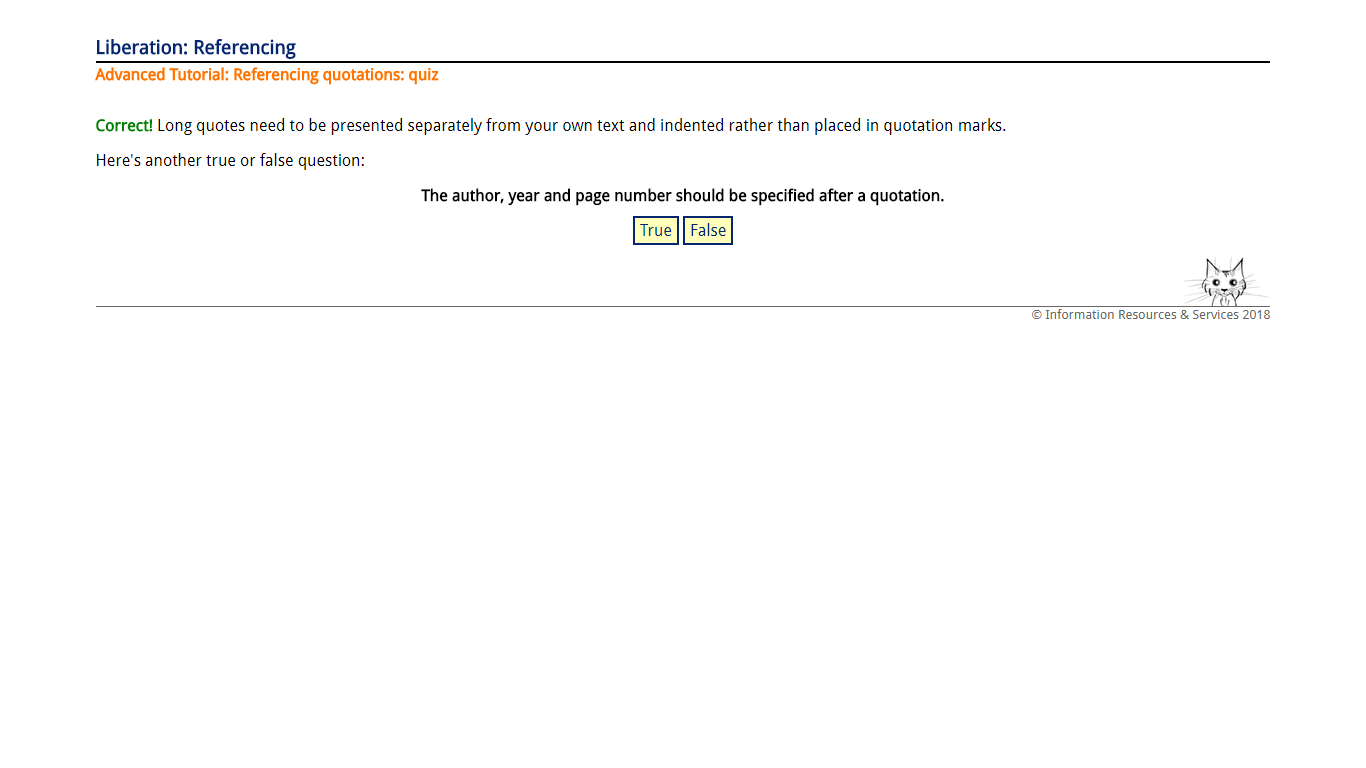 Liberation: Referencing
Advanced Tutorial: Referencing quotations: quiz
Correct! Long quotes need to be presented separately from your own text and indented rather than placed in quotation marks.
Here's another true or false question:
The author, year and page number should be specified after a quotation.
True False
© Information Resources & Services 2018